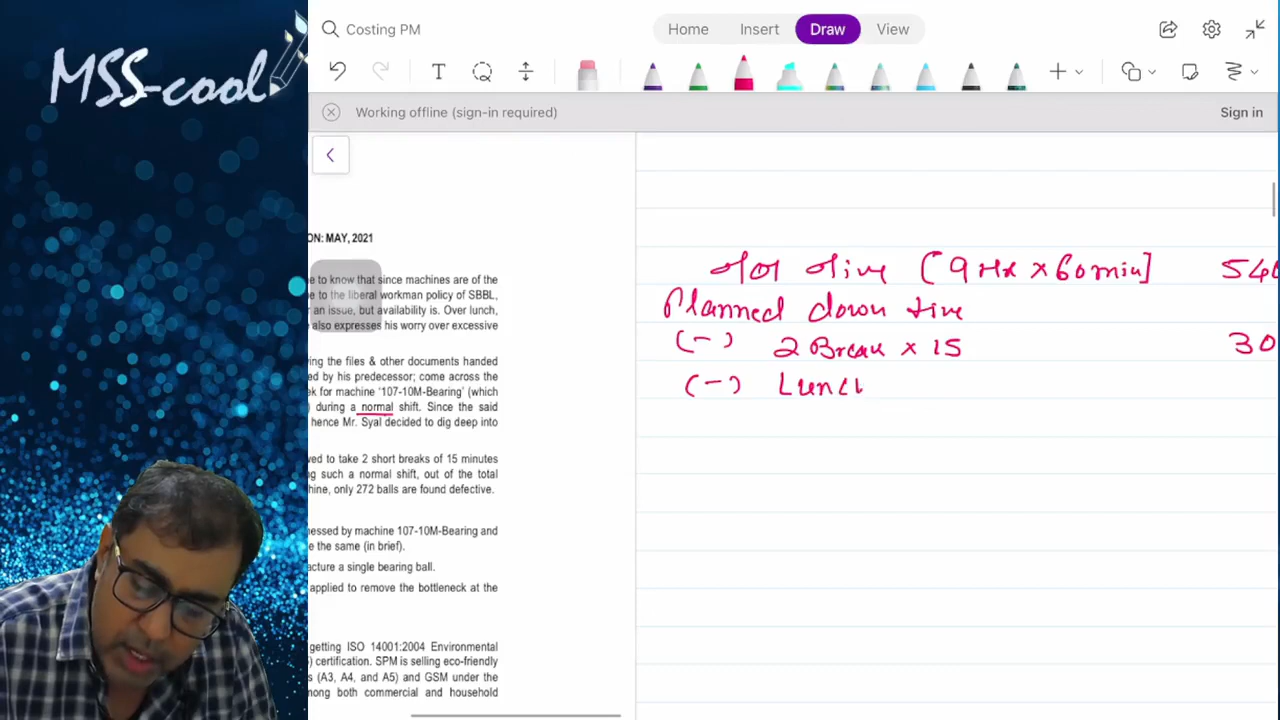 MSS-cool
Costing PM
Home Insert Draw View
T
Working offline (sign-in required)
Sign in
ON: MAY, 2021
e to know that since machines are of the
e to the liberal workman policy of SBBL,
r an issue, but availability is. Over lunch,
also expresses his worry over excessive
ving the files & other documents handed
ed by his predecessor; come across the
ek for machine '107-10M-Bearing' (which
) during a normal shift. Since the said
hence Mr. Syal decided to dig deep into
wed to take 2 short breaks of 15 minutes
ng such a normal shift, out of the total
hine, only 272 balls are found defective.
nessed by machine 107-10M-Bearing and
e the same (in brief).
acture a single bearing ball.
applied to remove the bottleneck at the
getting ISO 14001:2004 Environmental
) certification. SPM is selling eco-friendly
s (A3, A4, and A5) and GSM under the
mong both commercial and household
[9 Hrs x 60 min] 540
Planned down time
(-) 2 Break x 15 30
(-) Lunch